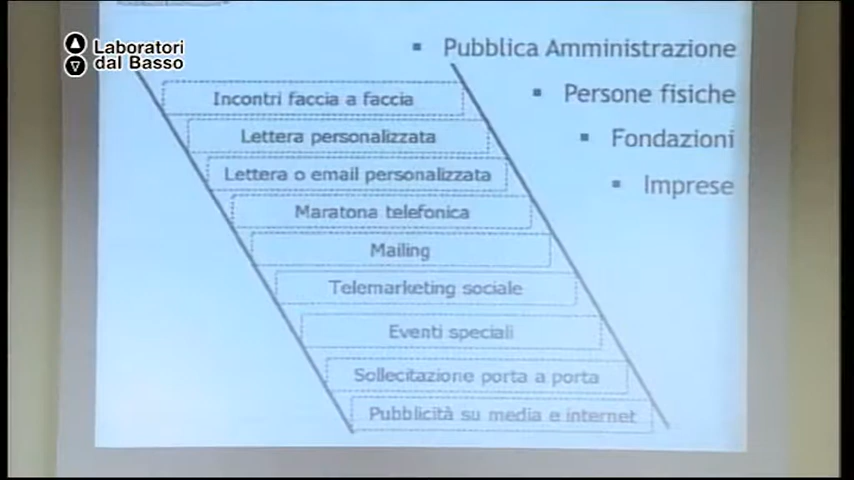 Laboratori
dal Basso
Pubblica Amministrazione
Persone fisiche
Fondazioni
Imprese
Incontri faccia a faccia
Lettera personalizzata
Lettera o email personalizzata
Maratona telefonica
Mailing
Telemarketing sociale
Eventi speciali
Sollecitazione porta a porta
Pubblicità su media e internet